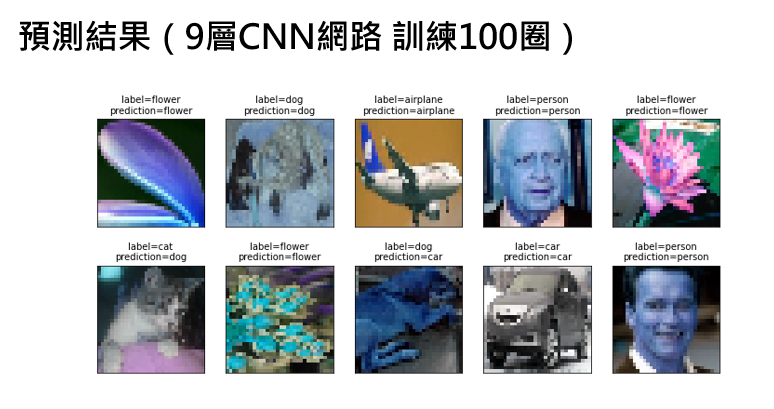 預測結果（9層CNN網路 訓練100圈）
label=flower
prediction=flower
label=dog
prediction=dog
label=airplane
prediction=airplane
label=person
prediction=person
label=flower
prediction=flower
label=cat
prediction=dog
label=flower
prediction=flower
label=dog
prediction=car
label=car
prediction=car
label=person
prediction=person